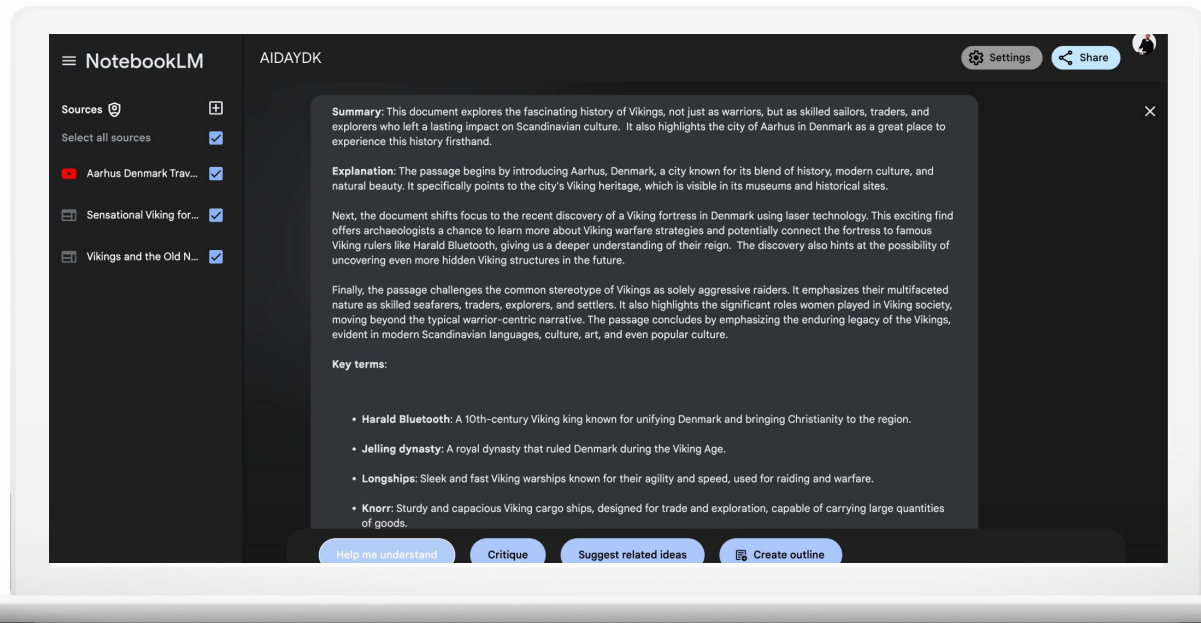 NotebookLM
AIDAYDK
Settings
Share
Sources
Select all sources
Aarhus Denmark Trav...
Sensational Viking for...
Vikings and the Old N...
Summary: This document explores the fascinating history of Vikings, not just as warriors, but as skilled sailors, traders, and
explorers who left a lasting impact on Scandinavian culture. It also highlights the city of Aarhus in Denmark as a great place to
experience this history firsthand.
Explanation: The passage begins by introducing Aarhus, Denmark, a city known for its blend of history, modern culture, and
natural beauty. It specifically points to the city's Viking heritage, which is visible in its museums and historical sites.
Next, the document shifts focus to the recent discovery of a Viking fortress in Denmark using laser technology. This exciting find
offers archaeologists a chance to learn more about Viking warfare strategies and potentially connect the fortress to famous
Viking rulers like Harald Bluetooth, giving us a deeper understanding of their reign. The discovery also hints at the possibility of
uncovering even more hidden Viking structures in the future.
Finally, the passage challenges the common stereotype of Vikings as solely aggressive raiders. It emphasizes their multifaceted
nature as skilled seafarers, traders, explorers, and settlers. It also highlights the significant roles women played in Viking society,
moving beyond the typical warrior-centric narrative. The passage concludes by emphasizing the enduring legacy of the Vikings,
evident in modern Scandinavian languages, culture, art, and even popular culture.
Key terms:
• Harald Bluetooth: A 10th-century Viking king known for unifying Denmark and bringing Christianity to the region.
• Jelling dynasty: A royal dynasty that ruled Denmark during the Viking Age.
• Longships: Sleek and fast Viking warships known for their agility and speed, used for raiding and warfare.
• Knorr: Sturdy and capacious Viking cargo ships, designed for trade and exploration, capable of carrying large quantities
of goods.
Help me understand
Critique
Suggest related ideas
Create outline